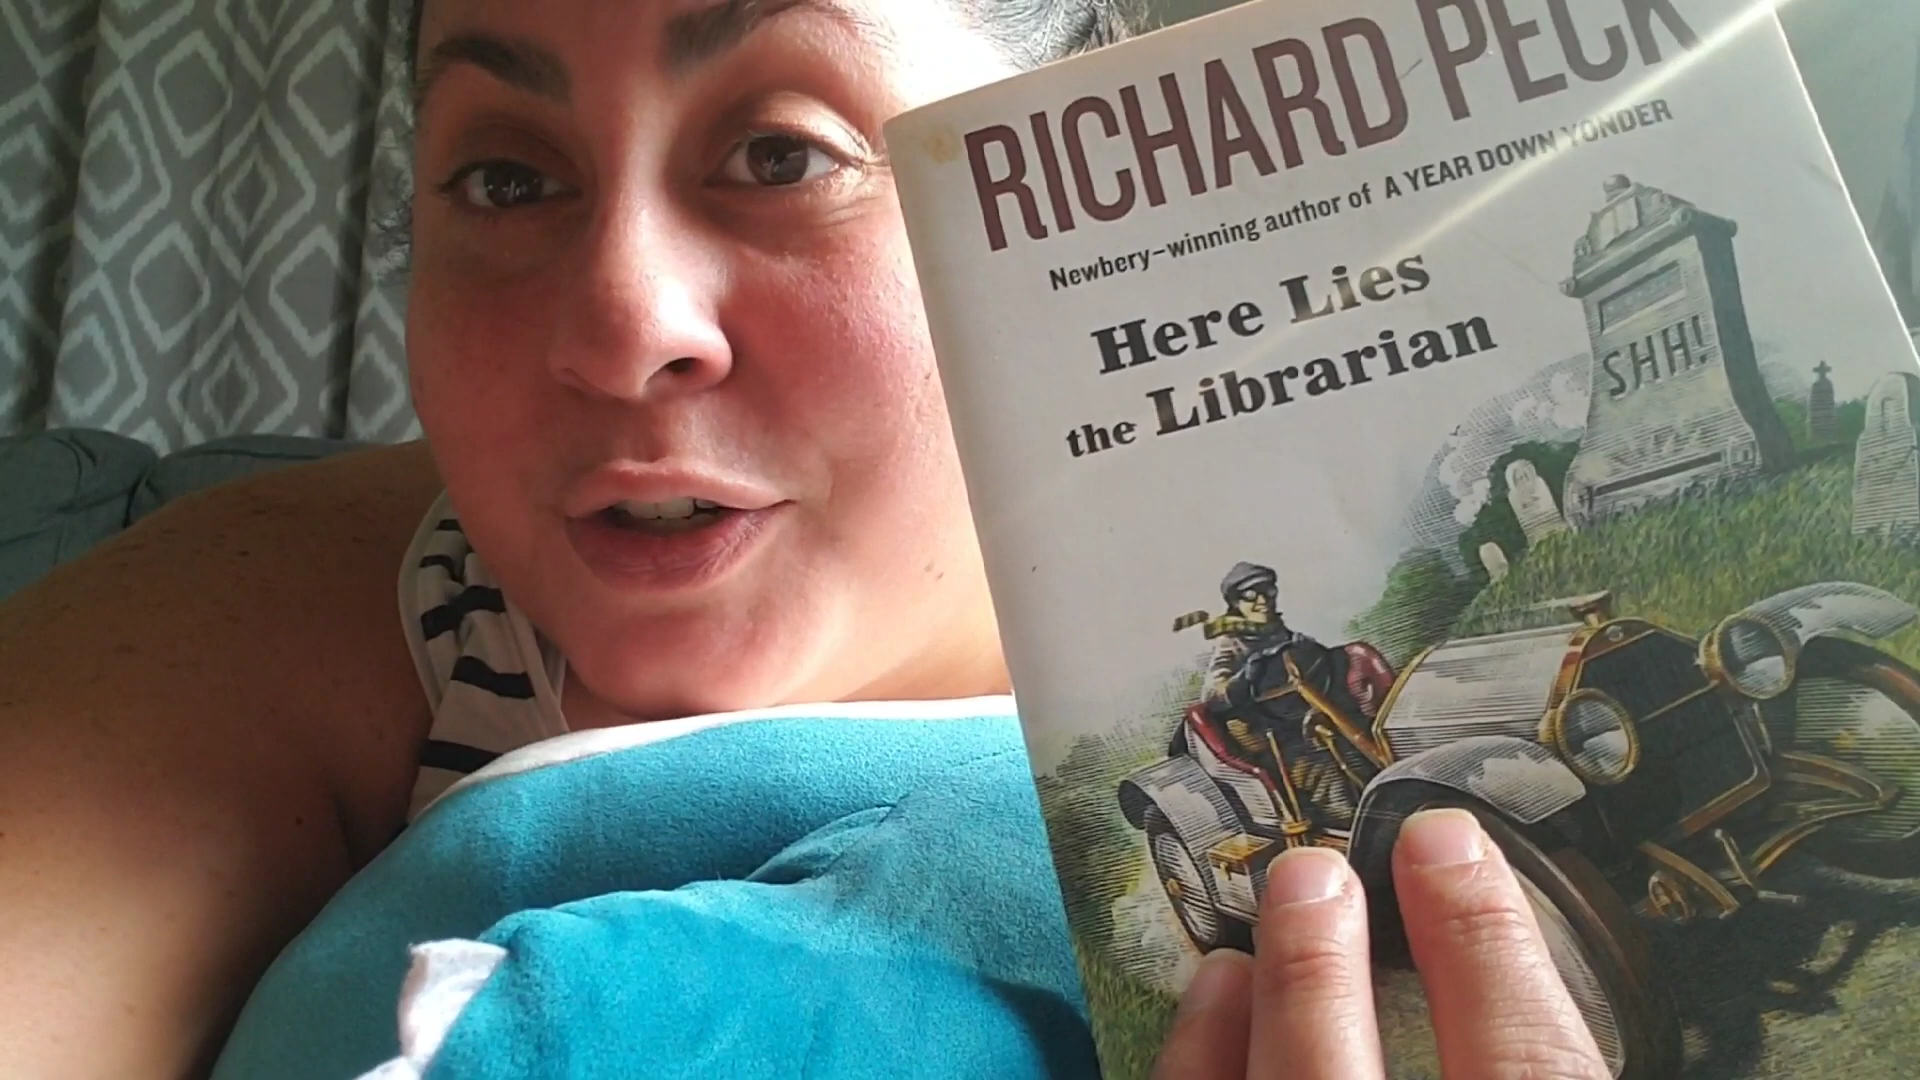 RICHARD PECK
Newbery-winning author of A YEAR DOWN YONDER
Here Lies
the Librarian
SHH!